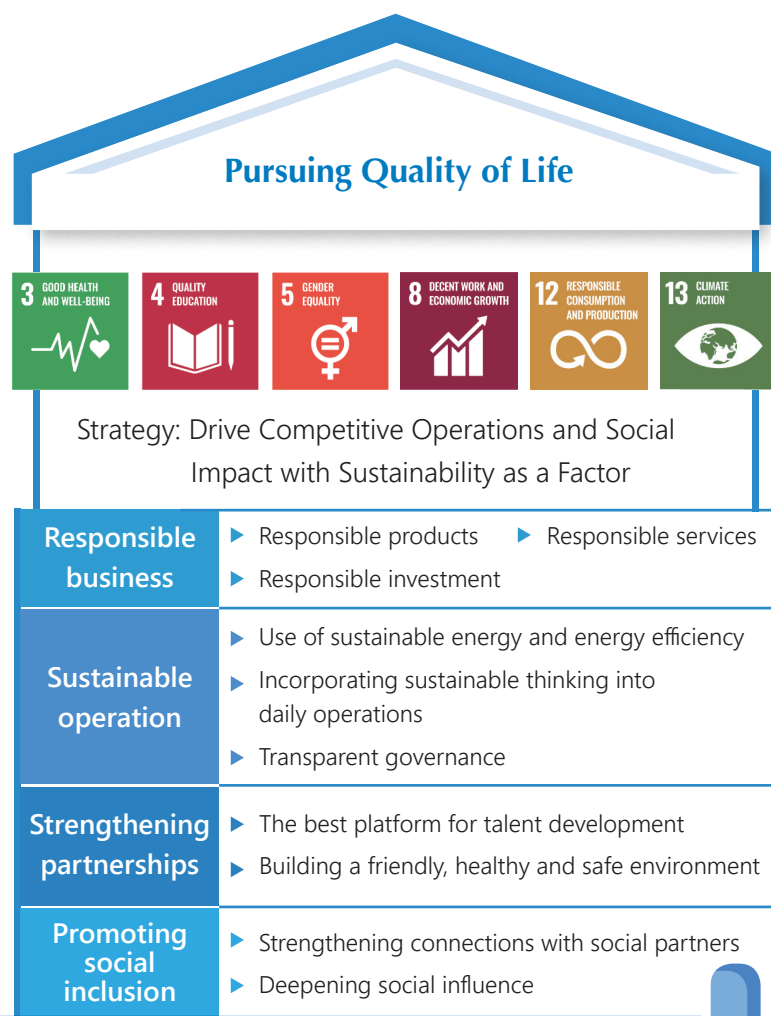 Pursuing Quality of Life
3 GOOD HEALTH
AND WELL-BEING
4 QUALITY
EDUCATION
5 GENDER
EQUALITY
8 DECENT WORK AND
ECONOMIC GROWTH
12 RESPONSIBLE
CONSUMPTION
AND PRODUCTION
13 CLIMATE
ACTION
Strategy: Drive Competitive Operations and Social
Impact with Sustainability as a Factor
Responsible
business
Responsible products
Responsible services
Responsible investment
Sustainable
operation
Use of sustainable energy and energy efficiency
Incorporating sustainable thinking into
daily operations
Transparent governance
Strengthening
partnerships
The best platform for talent development
Building a friendly, healthy and safe environment
Promoting
social
inclusion
Strengthening connections with social partners
Deepening social influence